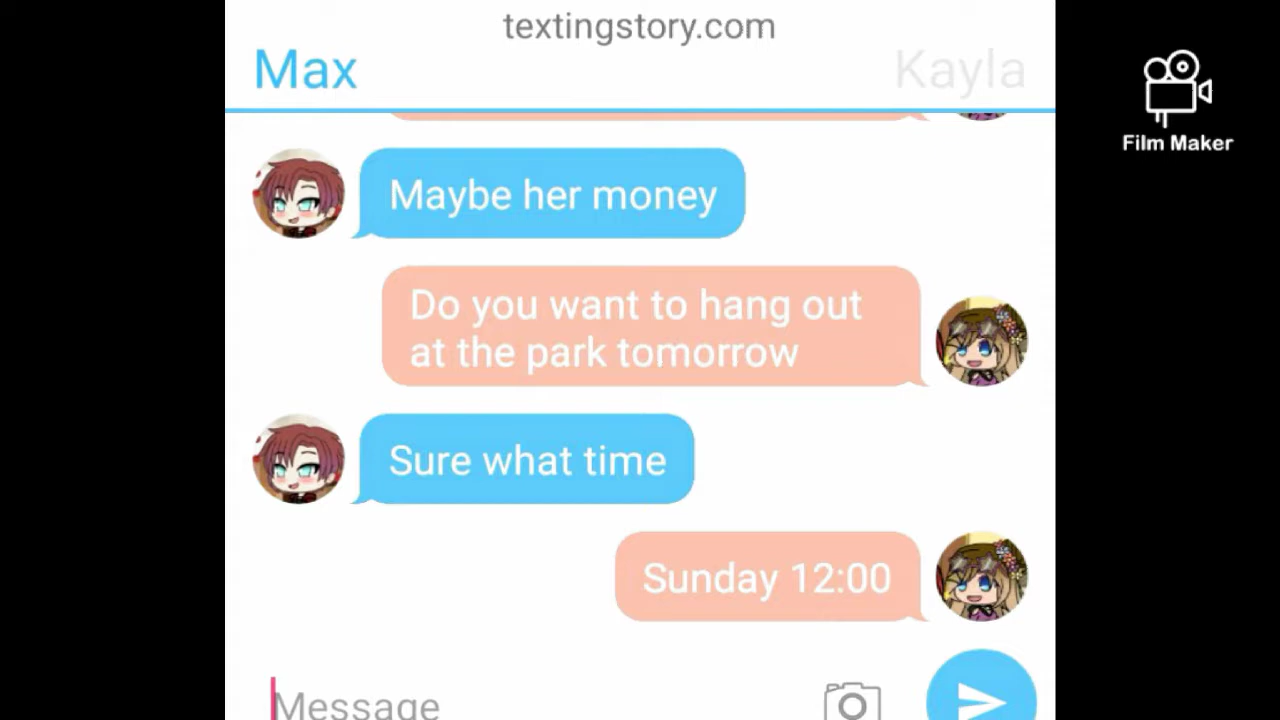 textingstory.com
Max
Kayla
Film Maker
Maybe her money
Do you want to hang out
at the park tomorrow
Sure what time
Sunday 12:00
Message